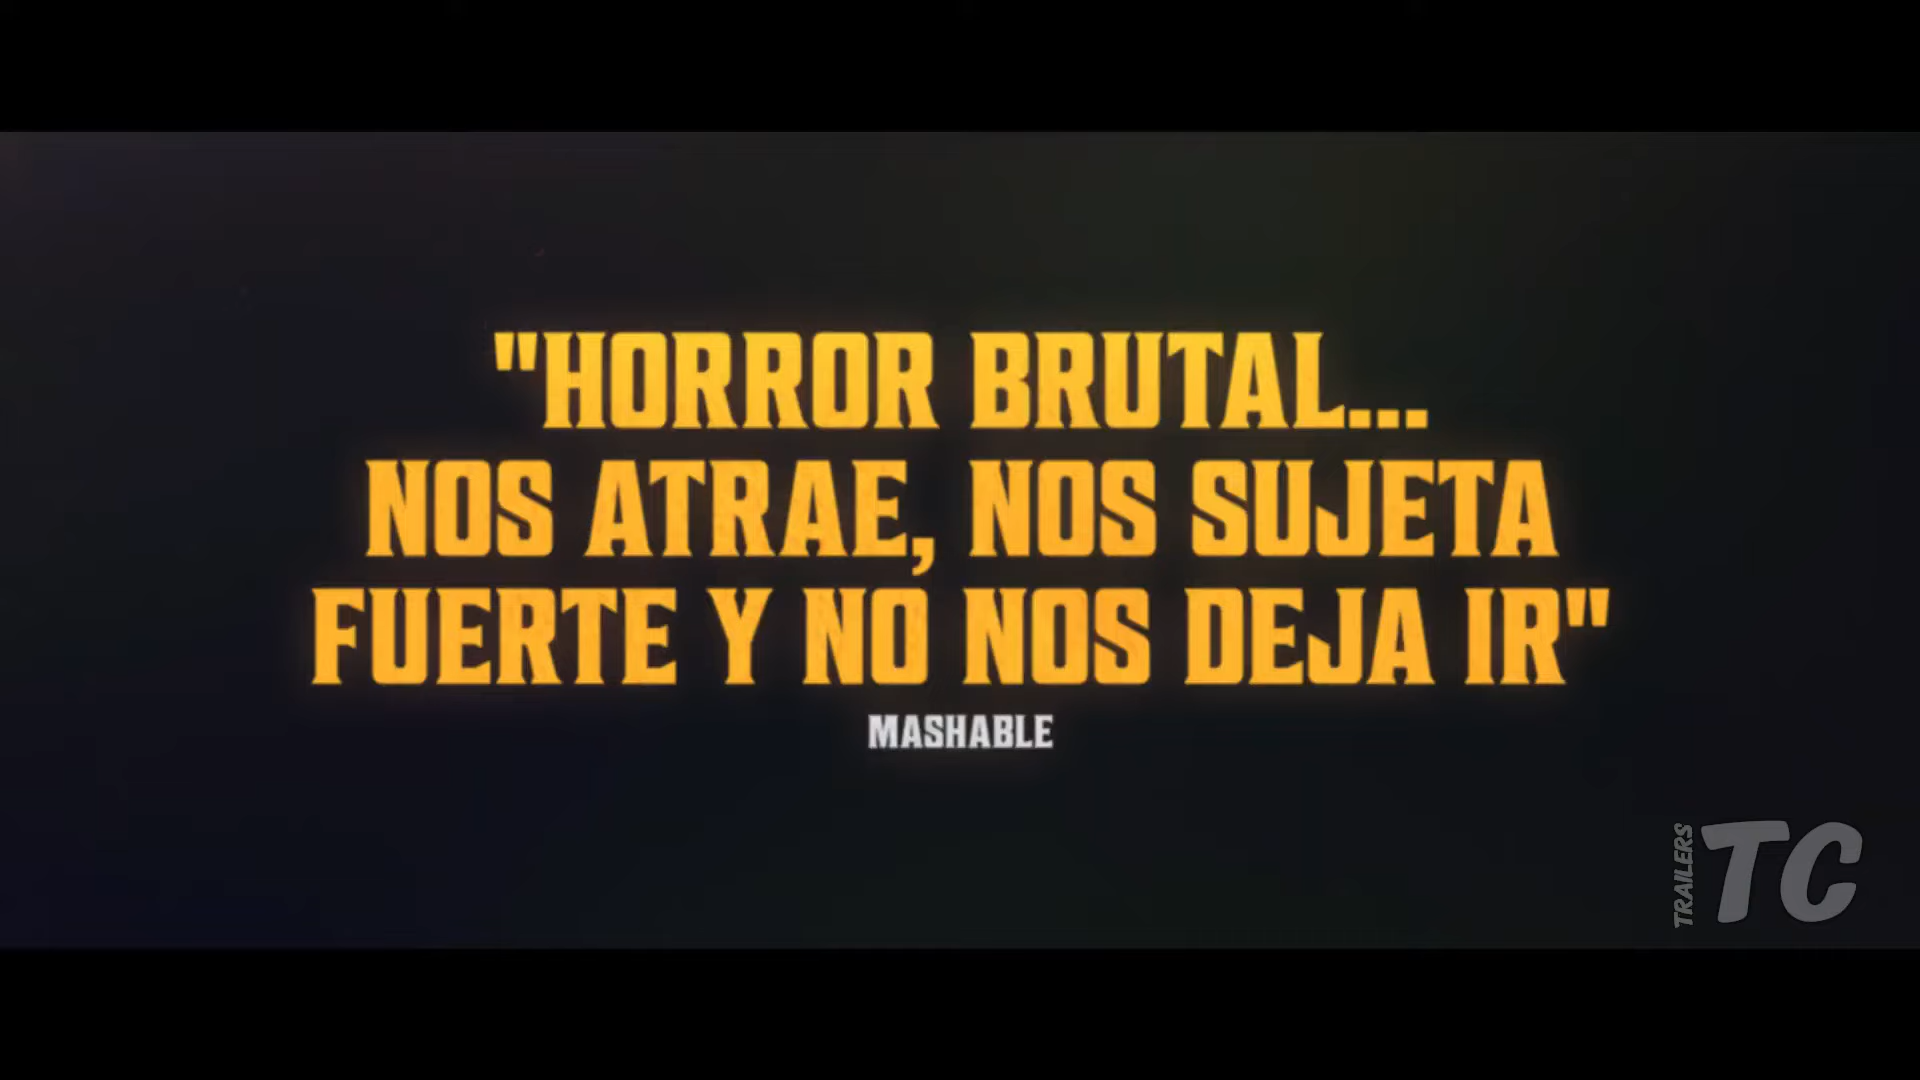 "HORROR BRUTAL...
NOS ATRAE, NOS SUJETA
FUERTE Y NO NOS DEJA IR"
MASHABLE
TRAILERS
TC